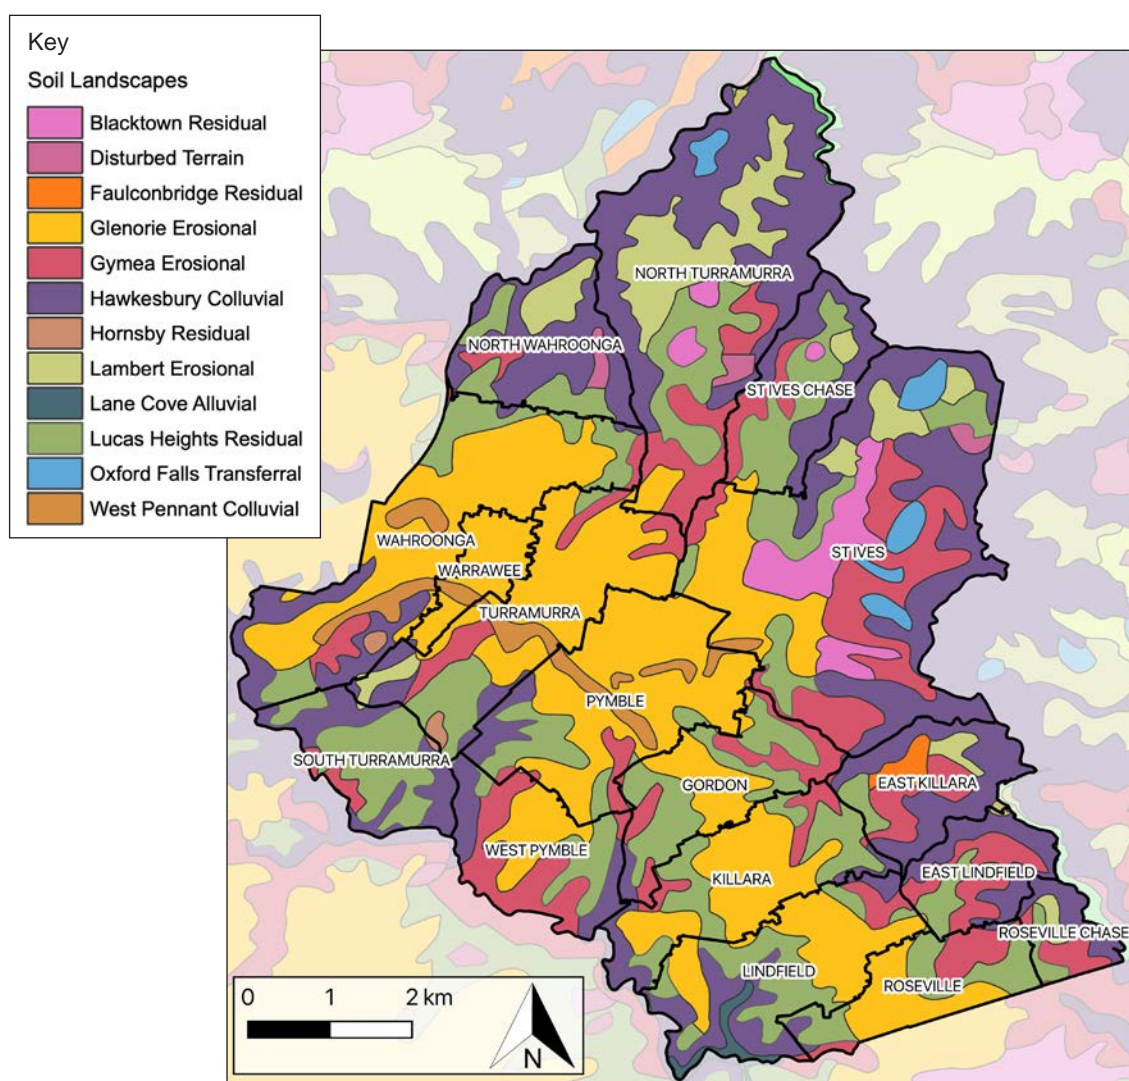 Key
Soil Landscapes
Blacktown Residual
Disturbed Terrain
Faulconbridge Residual
Glenorie Erosional
Gymea Erosional
Hawkesbury Colluvial
Hornsby Residual
Lambert Erosional
Lane Cove Alluvial
Lucas Heights Residual
Oxford Falls Transferral
West Pennant Colluvial
NORTH TURRAMURRA
NORTH WAHROONGA
ST IVES CHASE
WAHROONGA
ST IVES
WARRAWEE
TURRAMURRA
PYMBLE
SOUTH TURRAMURRA
GORDON
EAST KILLARA
WEST PYMBLE
KILLARA
EAST LINDFIELD
ROSEVILLE CHASE
LINDFIELD
ROSEVILLE
0 1 2 km
N